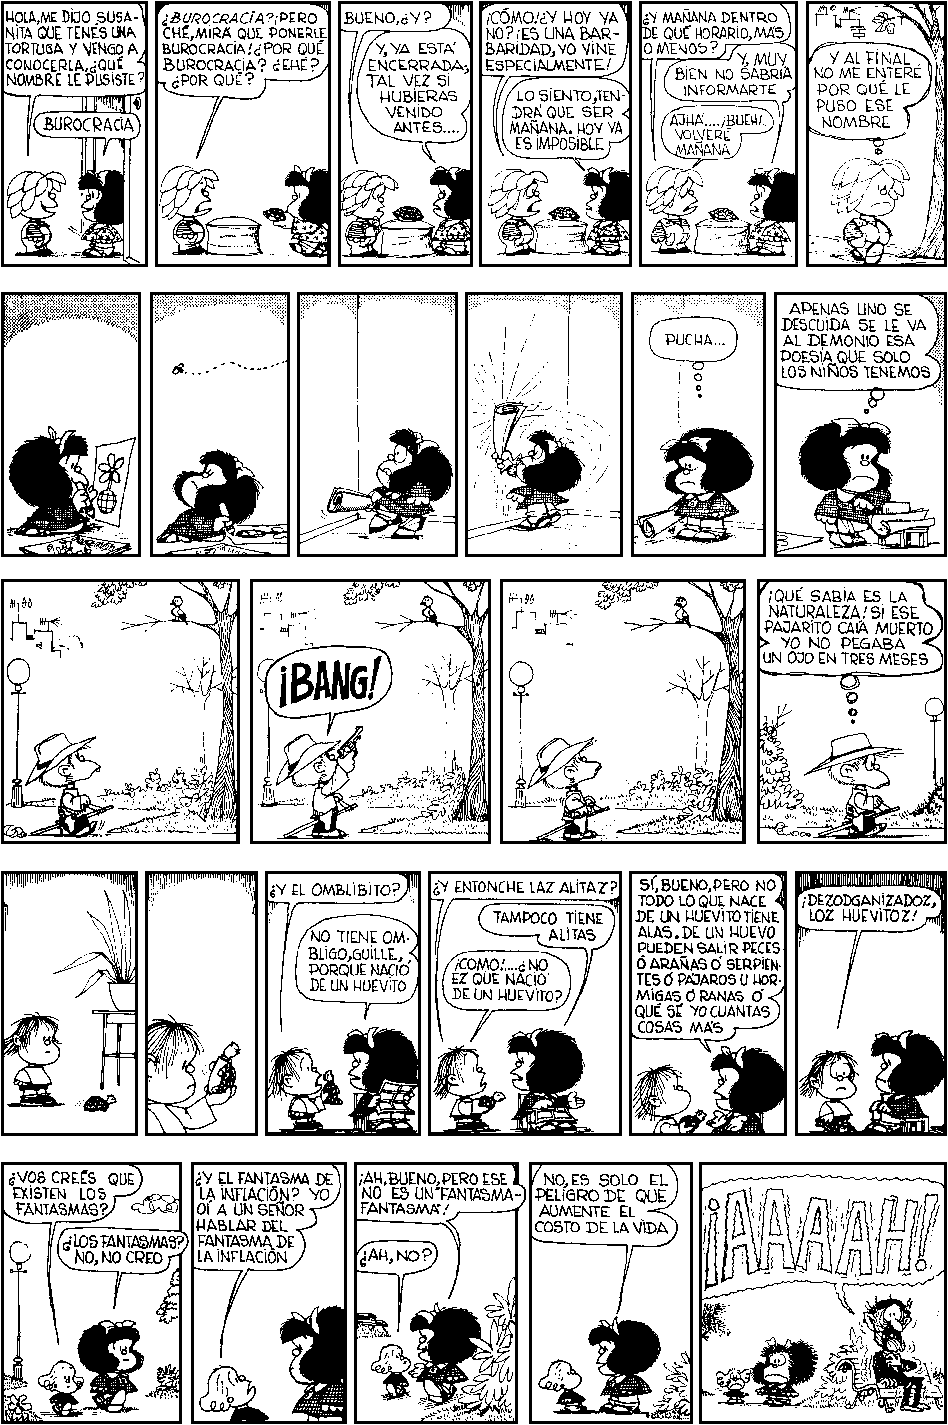 HOLA, ME DIJO SUSA-
NITA QUE TENES UNA
TORTUGA Y VENGO A
CONOCERLA, ¿QUÉ
NOMBRE LE PUSISTE?
BUROCRACIA
¿BUROCRACIA?; ¡PERO
CHÉ, MIRÁ QUE PONERLE
BUROCRACIA! ¿POR QUÉ
BUROCRACIA? ¿EHÉ?
¿POR QUÉ?
BUENO, ¿Y?
Y, YA ESTÁ
ENCERRADA;
TAL VEZ SI
HUBIERAS
VENIDO
ANTES....
¡CÓMO! ¿Y HOY YA
NO? ¡ES UNA BAR-
BARIDAD, YO VINE
ESPECIALMENTE!
LO SIENTO, TEN-
DRÁ QUE SER
MAÑANA. HOY YA
ES IMPOSIBLE
¿Y MAÑANA DENTRO
DE QUÉ HORARIO, MÁS
O MENOS?
Y, MUY
BIEN NO SABRÍA
INFORMARTE
AJHÁ....¡BUEH!.
VOLVERÉ
MAÑANA
Y AL FINAL
NO ME ENTERÉ
POR QUÉ LE
PUSO ESE
NOMBRE
PUCHA...
APENAS UNO SE
DESCUIDA SE LE VA
AL DEMONIO ESA
POESÍA QUE SOLO
LOS NIÑOS TENEMOS
¡BANG!
¡QUÉ SABIA ES LA
NATURALEZA! SI ESE
PAJARITO CAÍA MUERTO
YO NO PEGABA
UN OJO EN TRES MESES
¿Y EL OMBLIBITO?
NO TIENE OM-
BLIGO, GUILLE,
PORQUE NACIÓ
DE UN HUEVITO
¿Y ENTONCHE LAZ ALITAZ?
TAMPOCO TIENE
ALITAS
¡COMO!...¿NO
EZ QUE NACIÓ
DE UN HUEVITO?
SÍ, BUENO, PERO NO
TODO LO QUE NACE
DE UN HUEVITO TIENE
ALAS. DE UN HUEVO
PUEDEN SALIR PECES
Ó ARAÑAS Ó SERPIEN-
TES Ó PÁJAROS U HOR-
MIGAS Ó RANAS Ó
QUÉ SÉ YO CUANTAS
COSAS MÁS
¡DEZODGANIZADOZ,
LOZ HUEVITOZ!
¿VOS CREÉS QUE
EXISTEN LOS
FANTASMAS?
¿LOS FANTASMAS?
NO, NO CREO
¿Y EL FANTASMA DE
LA INFLACIÓN? YO
OÍ A UN SEÑOR
HABLAR DEL
FANTASMA DE
LA INFLACIÓN
¡AH, BUENO, PERO ESE
NO ES UN "FANTASMA-
FANTASMA"!
¿AH, NO?
NO, ES SOLO EL
PELIGRO DE QUE
AUMENTE EL
COSTO DE LA VIDA
¡AAAAAH!